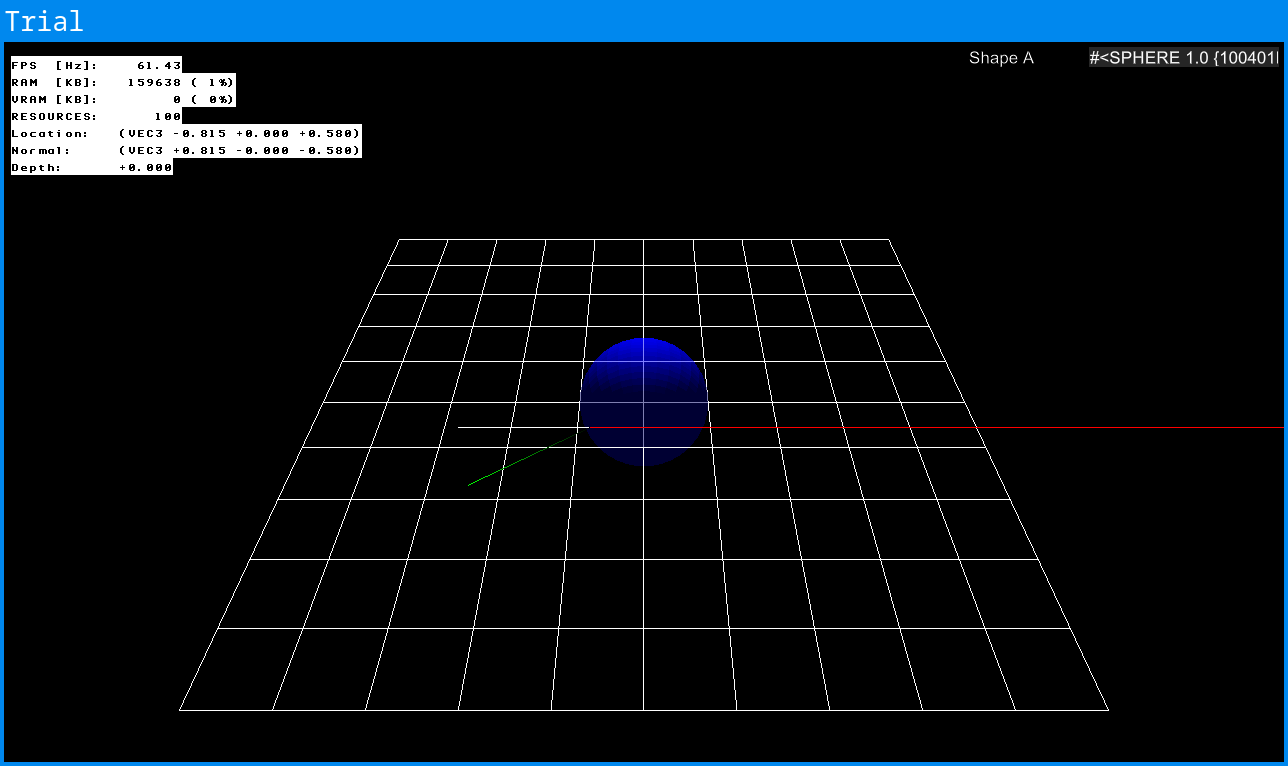 Trial
FPS [Hz]: 61.43
RAM [KB]: 159638 ( 1%)
VRAM [KB]: 0 ( 0%)
RESOURCES: 100
Location: (VEC3 -0.815 +0.000 +0.580)
Normal: (VEC3 +0.815 -0.000 -0.580)
Depth: +0.000
Shape A #<SPHERE 1.0 {100401